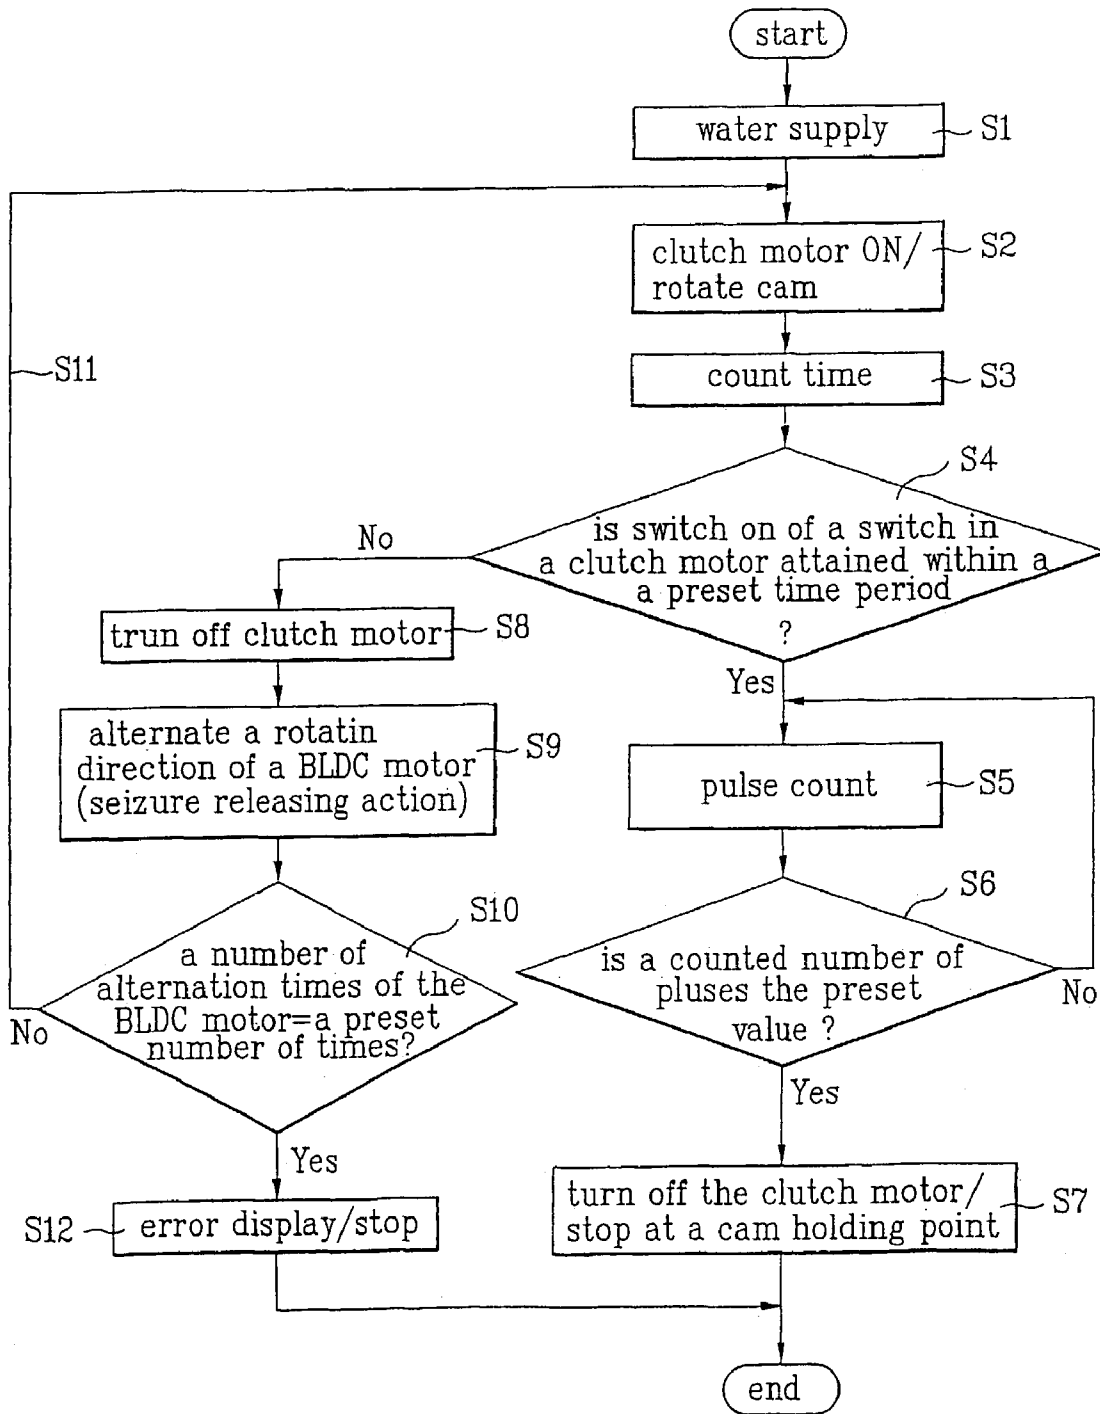 start
water supply
S1
clutch motor ON/
rotate cam
S2
S11
count time
S3
S4
is switch on of a switch in
a clutch motor attained within a
a preset time period
?
No
Yes
trun off clutch motor
S8
alternate a rotatin
direction of a BLDC motor
(seizure releasing action)
S9
pulse count
S5
S10
a number of
alternation times of the
BLDC motor=a preset
number of times?
No
Yes
S6
is a counted number of
pluses the preset
value ?
No
Yes
S12
error display/stop
turn off the clutch motor/
stop at a cam holding point
S7
end